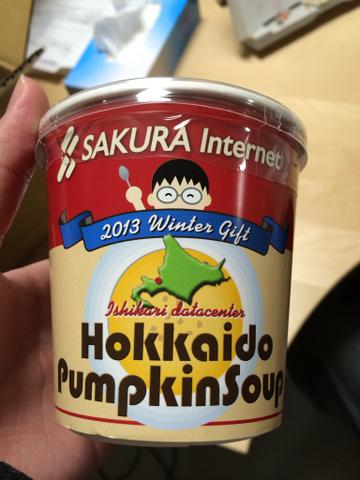 SAKURA Internet
2013 Winter Gift
Ishikari datacenter
Hokkaido
PumpkinSoup